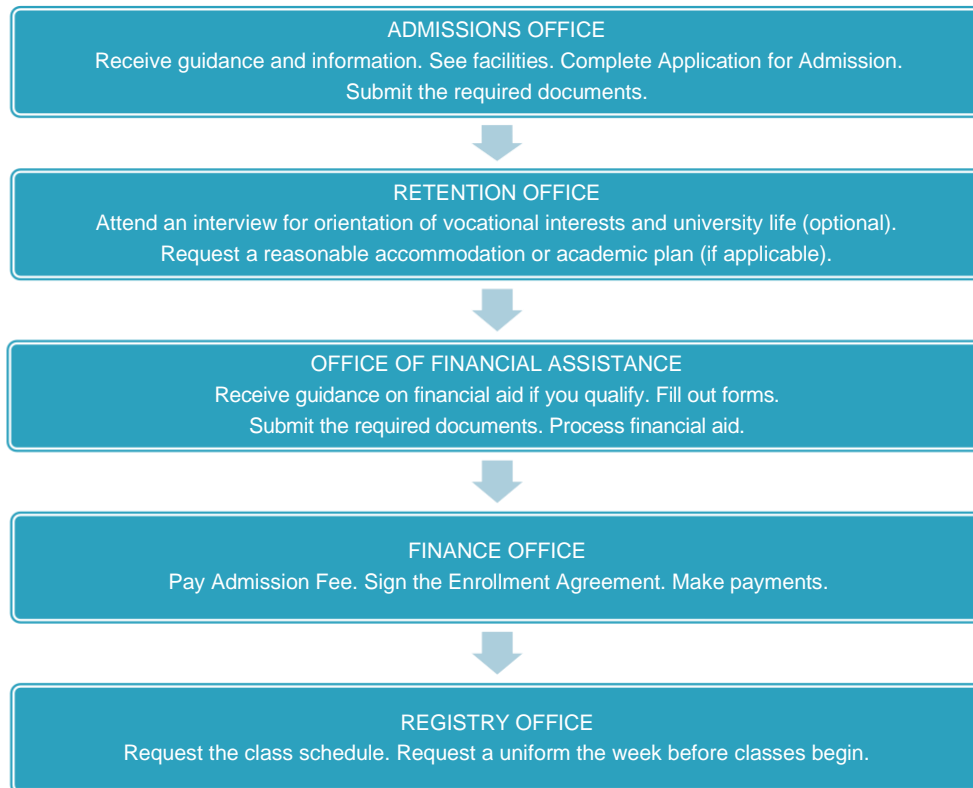 ADMISSIONS OFFICE
Receive guidance and information. See facilities. Complete Application for Admission.
Submit the required documents.
RETENTION OFFICE
Attend an interview for orientation of vocational interests and university life (optional).
Request a reasonable accommodation or academic plan (if applicable).
OFFICE OF FINANCIAL ASSISTANCE
Receive guidance on financial aid if you qualify. Fill out forms.
Submit the required documents. Process financial aid.
FINANCE OFFICE
Pay Admission Fee. Sign the Enrollment Agreement. Make payments.
REGISTRY OFFICE
Request the class schedule. Request a uniform the week before classes begin.